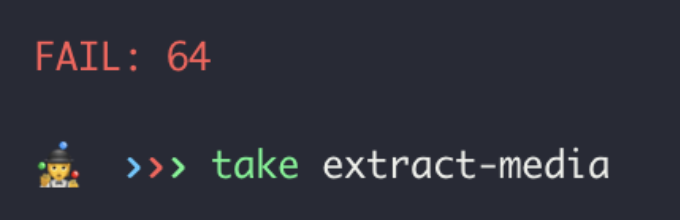 FAIL: 64
🤹 ››› take extract-media